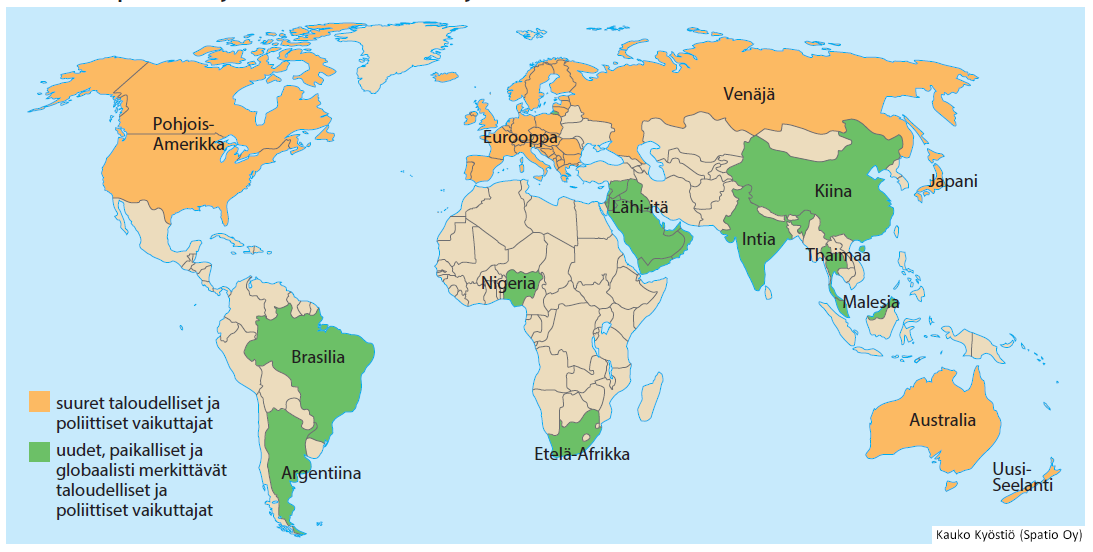 Pohjois-
Amerikka
Eurooppa
Venäjä
Japani
Kiina
Lähi-itä
Intia
Thaimaa
Nigeria
Malesia
Brasilia
suuret taloudelliset ja
poliittiset vaikuttajat
uudet, paikalliset ja
globaalisti merkittävät
taloudelliset ja
poliittiset vaikuttajat
Argentiina
Etelä-Afrikka
Australia
Uusi-
Seelanti
Kauko Kyöstiö (Spatio Oy)